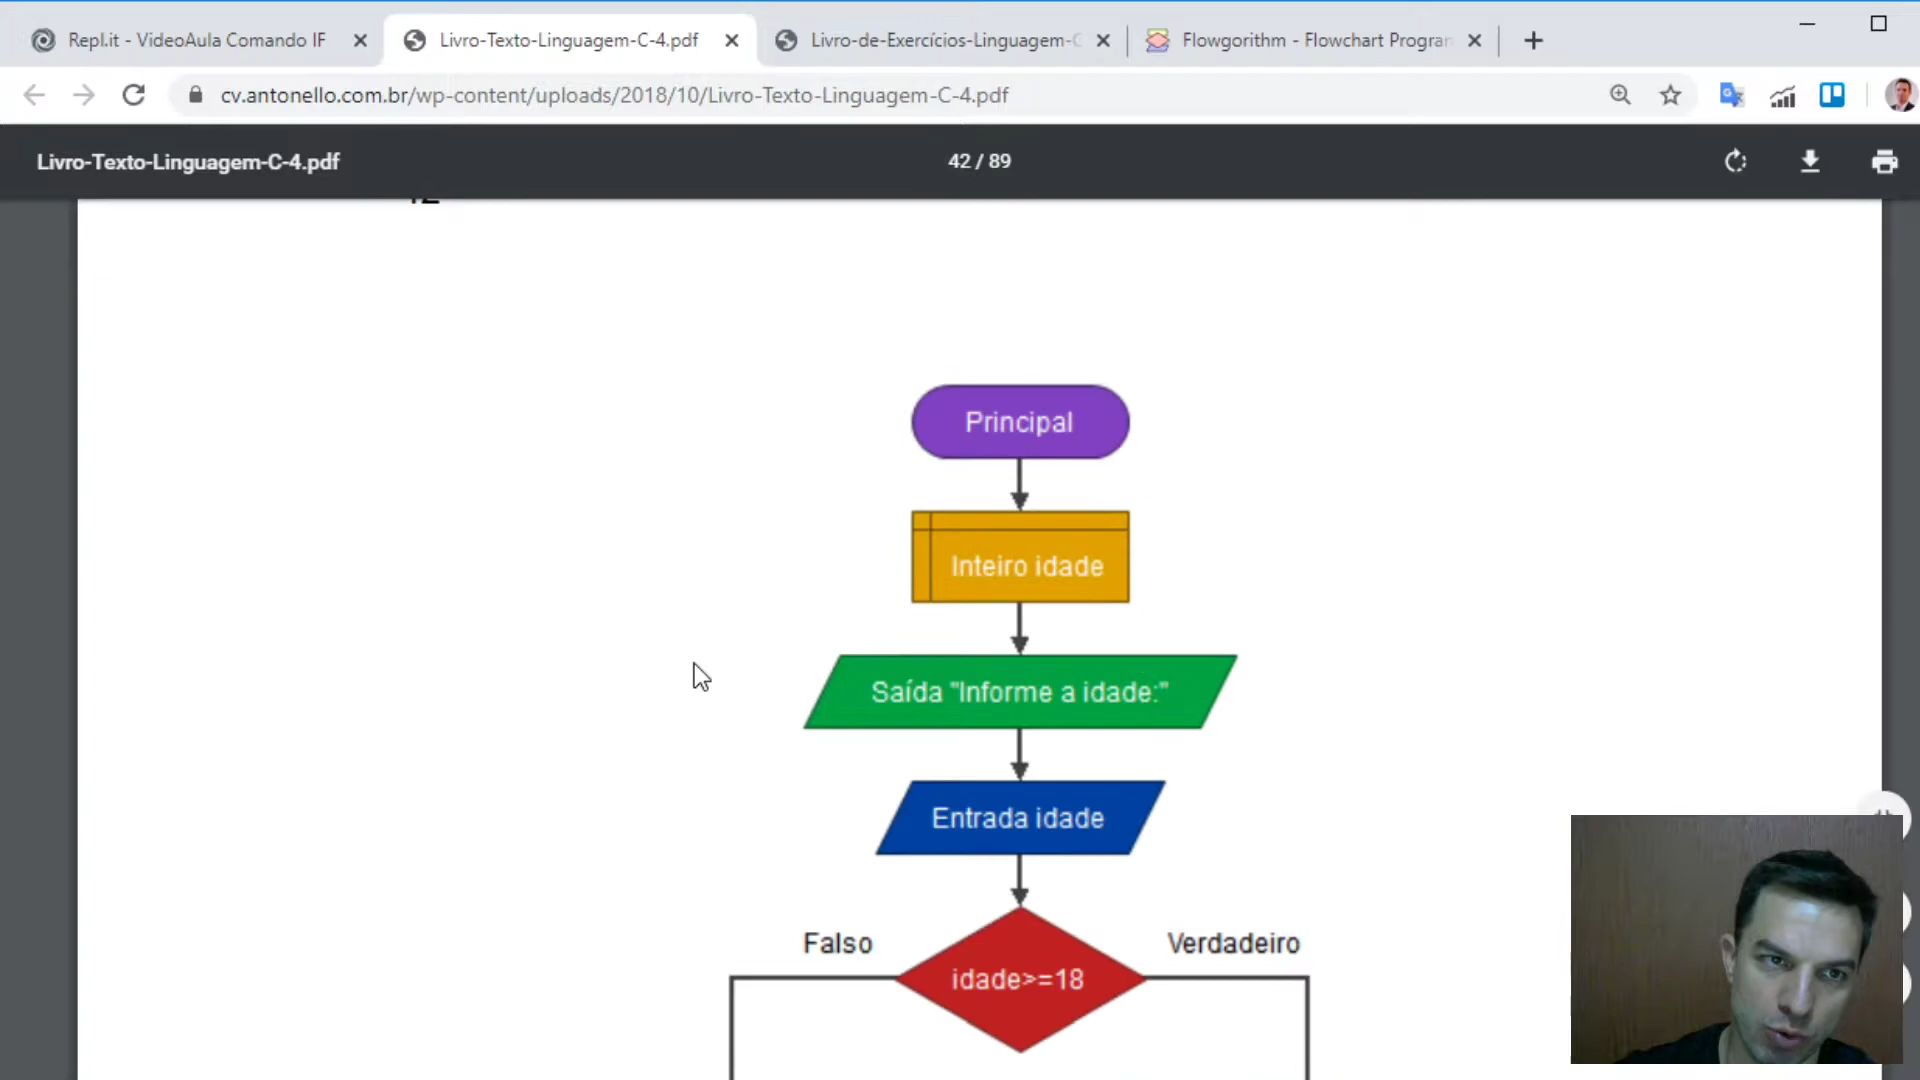 Repl.it - VideoAula Comando IF
Livro-Texto-Linguagem-C-4.pdf
Livro-de-Exercícios-Linguagem-C
Flowgorithm - Flowchart Program
cv.antonello.com.br/wp-content/uploads/2018/10/Livro-Texto-Linguagem-C-4.pdf
Livro-Texto-Linguagem-C-4.pdf
42 / 89
Principal
Inteiro idade
Saída "Informe a idade:"
Entrada idade
Falso
Verdadeiro
idade>=18